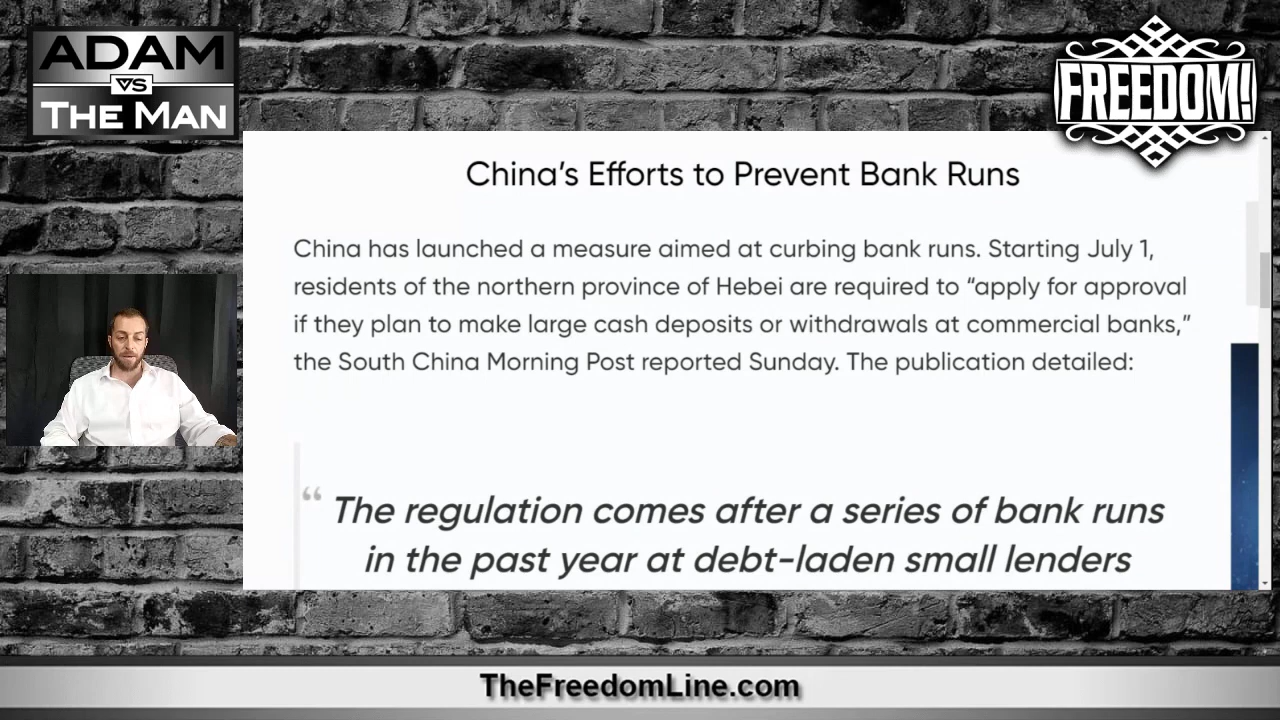 ADAM
VS
THE MAN
FREEDOM!
China’s Efforts to Prevent Bank Runs
China has launched a measure aimed at curbing bank runs. Starting July 1,
residents of the northern province of Hebei are required to “apply for approval
if they plan to make large cash deposits or withdrawals at commercial banks,”
the South China Morning Post reported Sunday. The publication detailed:
“ The regulation comes after a series of bank runs
in the past year at debt-laden small lenders
TheFreedomLine.com